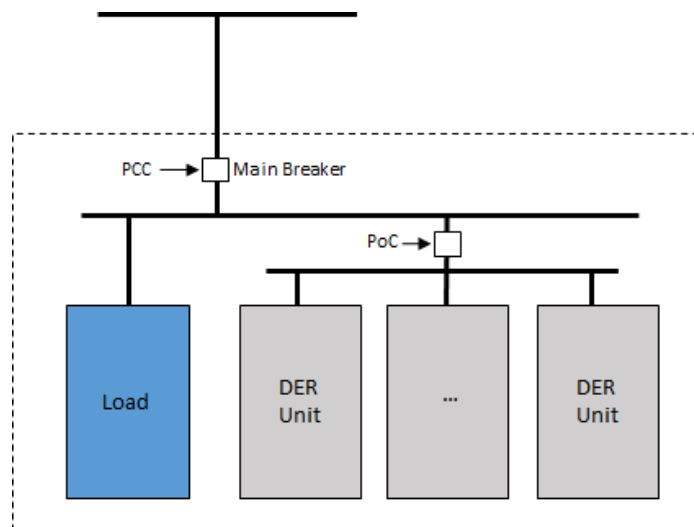 PCC
Main Breaker
PoC
Load
DER
Unit
...
DER
Unit